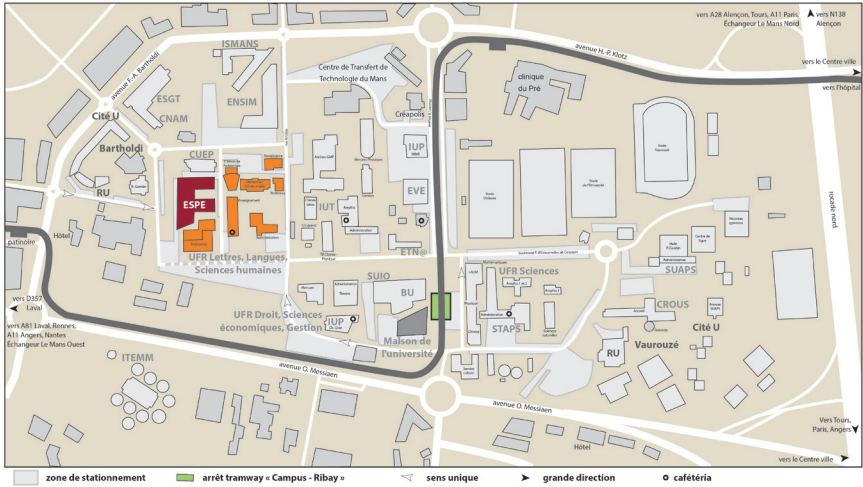 vers A28 Alençon, Tours, A11 Paris,
Échangeur Le Mans Nord
vers N138
Alençon
avenue H.-P. Klotz
vers le Centre ville
vers l'hôpital
ISMANS
Centre de Transfert de
Technologie du Mans
clinique
du Pré
avenue F.-A. Bartholdi
ESGT
ENSIM
Cité U
CNAM
Créapolis
Bartholdi
IUP
CUEP
RU
ESPE
EVE
IUT
Enseignement
Amphis
Administration
rocade nord
Hôtel
patinoire
ETN@
UFR Lettres, Langues,
Sciences humaines
SUIO
UFR Sciences
SUAPS
vers D357
Laval
BU
CROUS
UFR Droit, Sciences
économiques, Gestion
IUP
Administration
STAPS
Cité U
vers A81 Laval, Rennes,
A11 Angers, Nantes
Échangeur Le Mans Ouest
Maison de
l'université
RU
Vaurouzé
ITEMM
avenue O. Messiaen
avenue O. Messiaen
Vers Tours,
Paris, Angers
Hôtel
vers le Centre ville
zone de stationnement
arrêt tramway « Campus - Ribay »
sens unique
grande direction
cafétéria